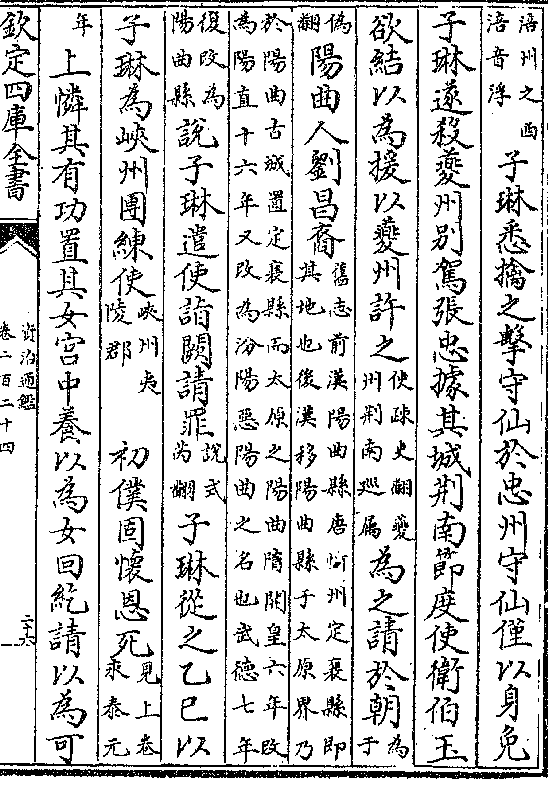 語州之西
涪音浮
子琳悉擒之擊守仙於忠州守仙僅以身免
子琳遂殺夔州别駕張忠據其城荆南節度使衛伯玉
欲結以為援以夔州許之
使疎吏翻夔
州荆南廵屬
為之請於朝
為于
偽翻
陽曲人劉昌裔
舊志前漢陽曲縣唐忻州定襄縣即
其地也後漢移陽曲縣于太原界乃
於陽曲古城置定襄縣而太原之陽曲隋開皇六年改
為陽直十六年又改為汾陽惡陽曲之名也武德七年
復改為
陽曲縣
說子琳遣使詣闕請罪
說式
芮翻
子琳從之乙巳以
子琳為峽州團練使
峽州夷
陵郡
初僕固懷恩死
見上卷
永泰元
年
上憐其有功置其女宫中養以為女回紇請以為可
欽定四庫全書
資治通鑑
卷二百二十四
二十六